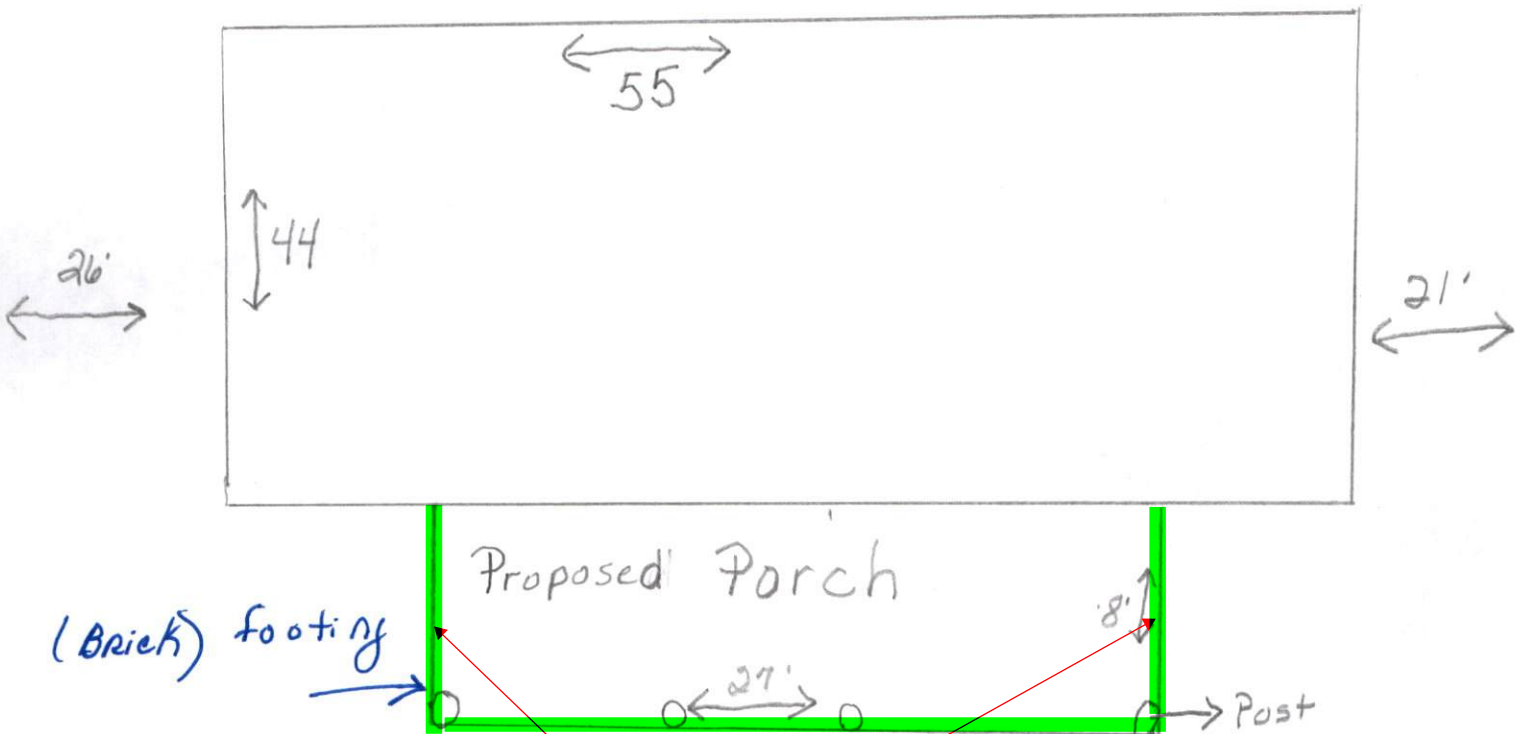 55
44
26'
21'
Proposed Porch
8'
(Brick) footing
27'
Post